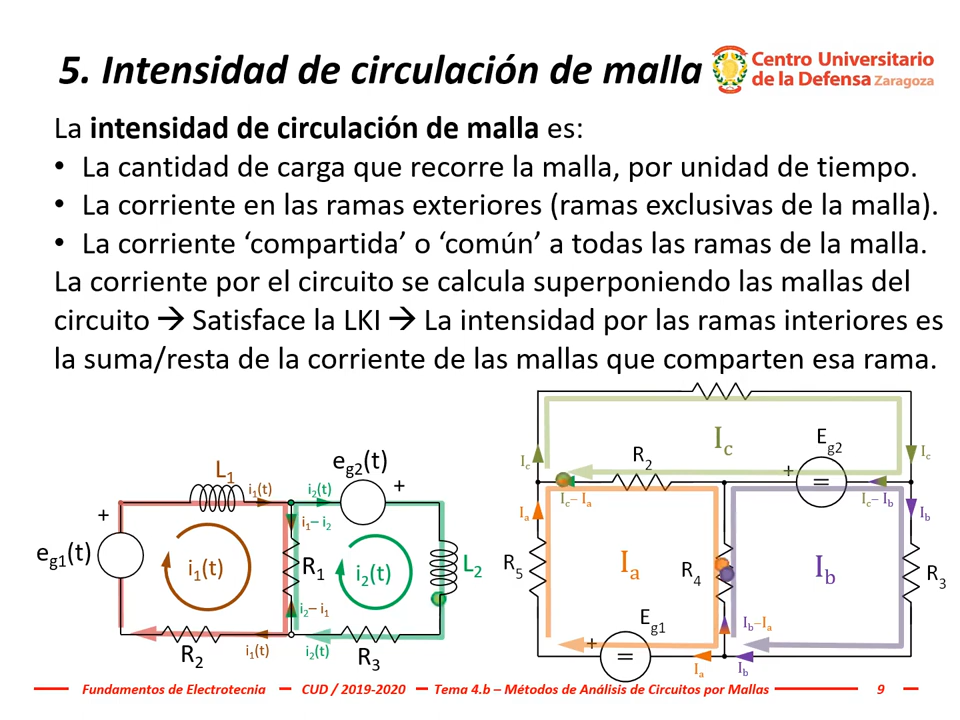 5. Intensidad de circulación de malla
Centro Universitario
de la Defensa Zaragoza
La intensidad de circulación de malla es:
• La cantidad de carga que recorre la malla, por unidad de tiempo.
• La corriente en las ramas exteriores (ramas exclusivas de la malla).
• La corriente ‘compartida’ o ‘común’ a todas las ramas de la malla.
La corriente por el circuito se calcula superponiendo las mallas del
circuito → Satisface la LKI → La intensidad por las ramas interiores es
la suma/resta de la corriente de las mallas que comparten esa rama.
L1
i1(t)
i2(t)
eg2(t)
+
+
eg1(t)
i1(t)
i1– i2
R1
i2(t)
L2
i2– i1
R2
i1(t)
i2(t)
R3
Ic
Ic
Ic
R2
Eg2
+
=
Ic– Ia
Ic– Ib
Ia
Ib
R5
Ia
R4
Ib
R3
Eg1
+
=
Ib–Ia
Ia
Ib
Fundamentos de Electrotecnia
CUD / 2019-2020
Tema 4.b – Métodos de Análisis de Circuitos por Mallas
9